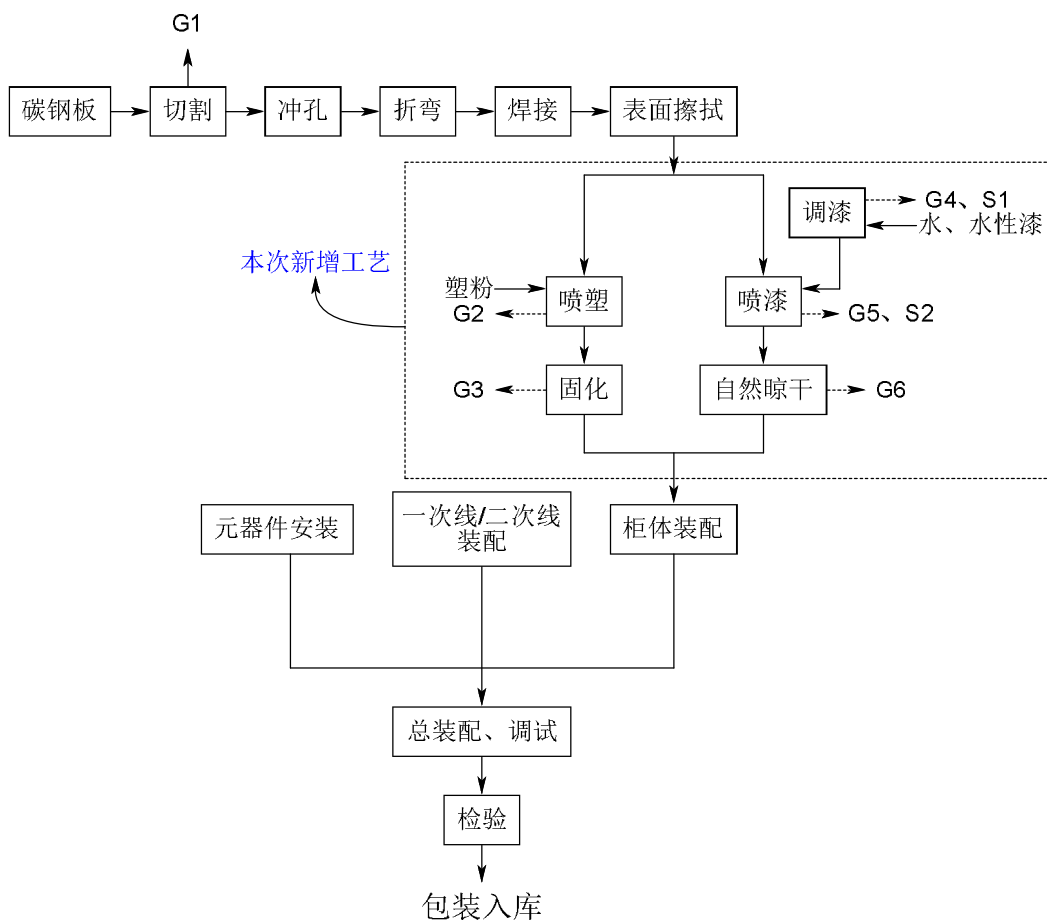 G1
碳钢板
切割
冲孔
折弯
焊接
表面擦拭
调漆
G4、S1
水、水性漆
本次新增工艺
塑粉
喷塑
喷漆
G2
G5、S2
G3
固化
自然晾干
G6
元器件安装
一次线/二次线
装配
柜体装配
总装配、调试
检验
包装入库